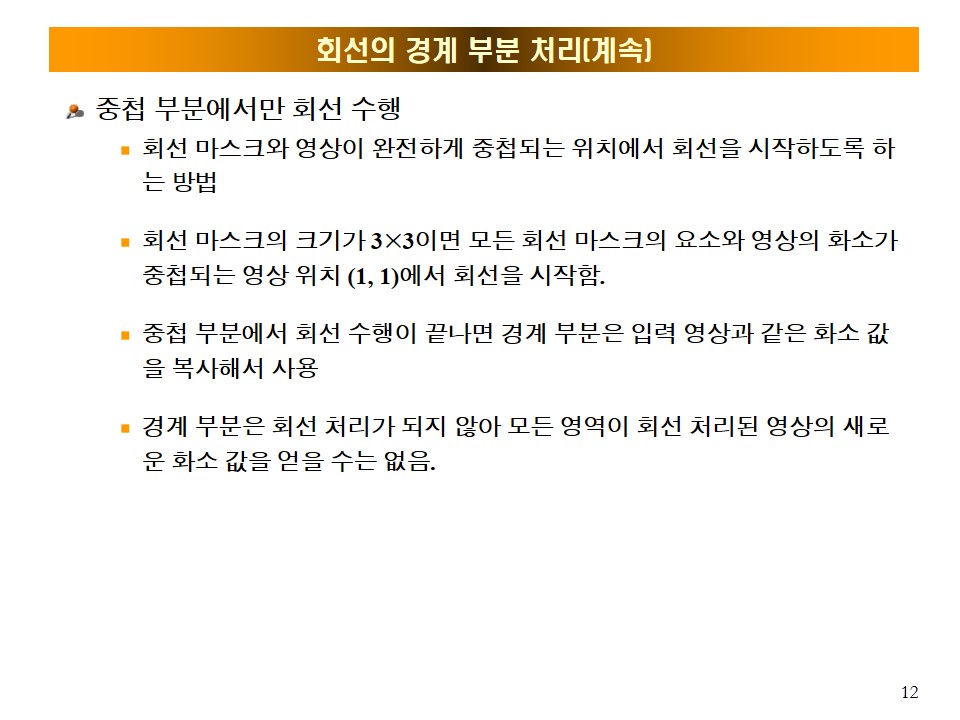 회선의 경계 부분 처리(계속)
중첩 부분에서만 회선 수행
회선 마스크와 영상이 완전하게 중첩되는 위치에서 회선을 시작하도록 하
는 방법
회선 마스크의 크기가 3×3이면 모든 회선 마스크의 요소와 영상의 화소가
중첩되는 영상 위치 (1, 1)에서 회선을 시작함.
중첩 부분에서 회선 수행이 끝나면 경계 부분은 입력 영상과 같은 화소 값
을 복사해서 사용
경계 부분은 회선 처리가 되지 않아 모든 영역이 회선 처리된 영상의 새로
운 화소 값을 얻을 수는 없음.
12